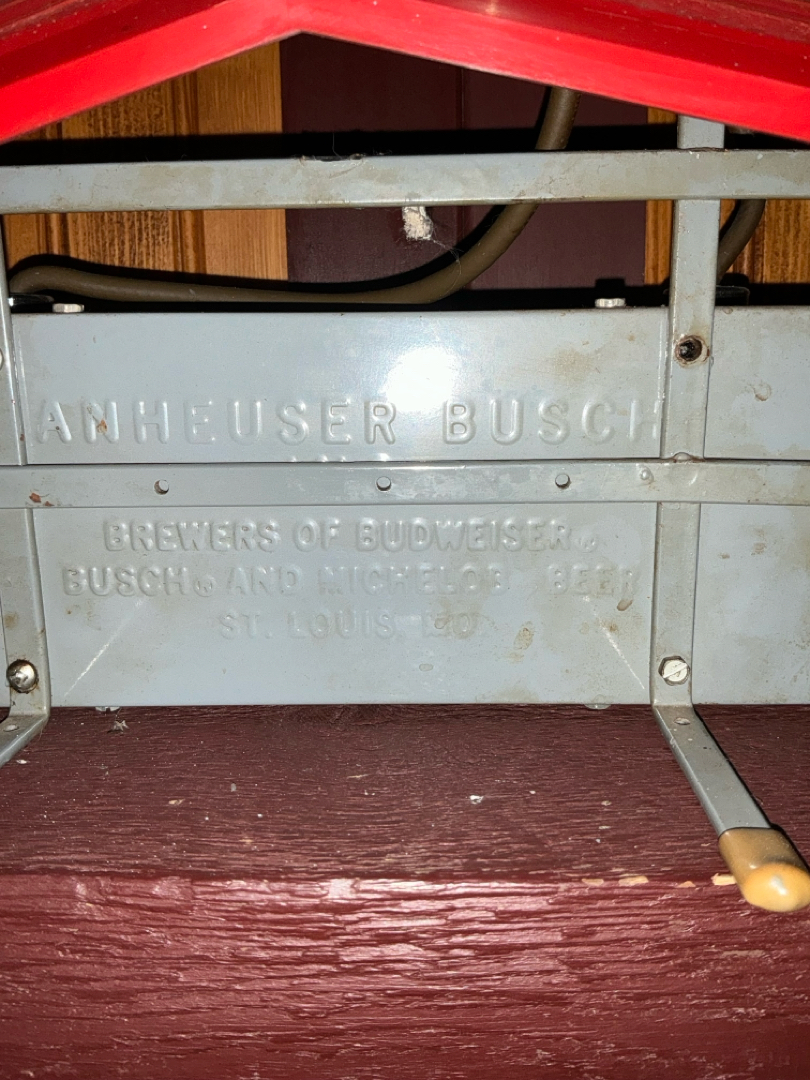 ANHEUSER BUSCH
BREWERS OF BUDWEISER®
BUSCH® AND MICHELOB BEER
ST. LOUIS, MO